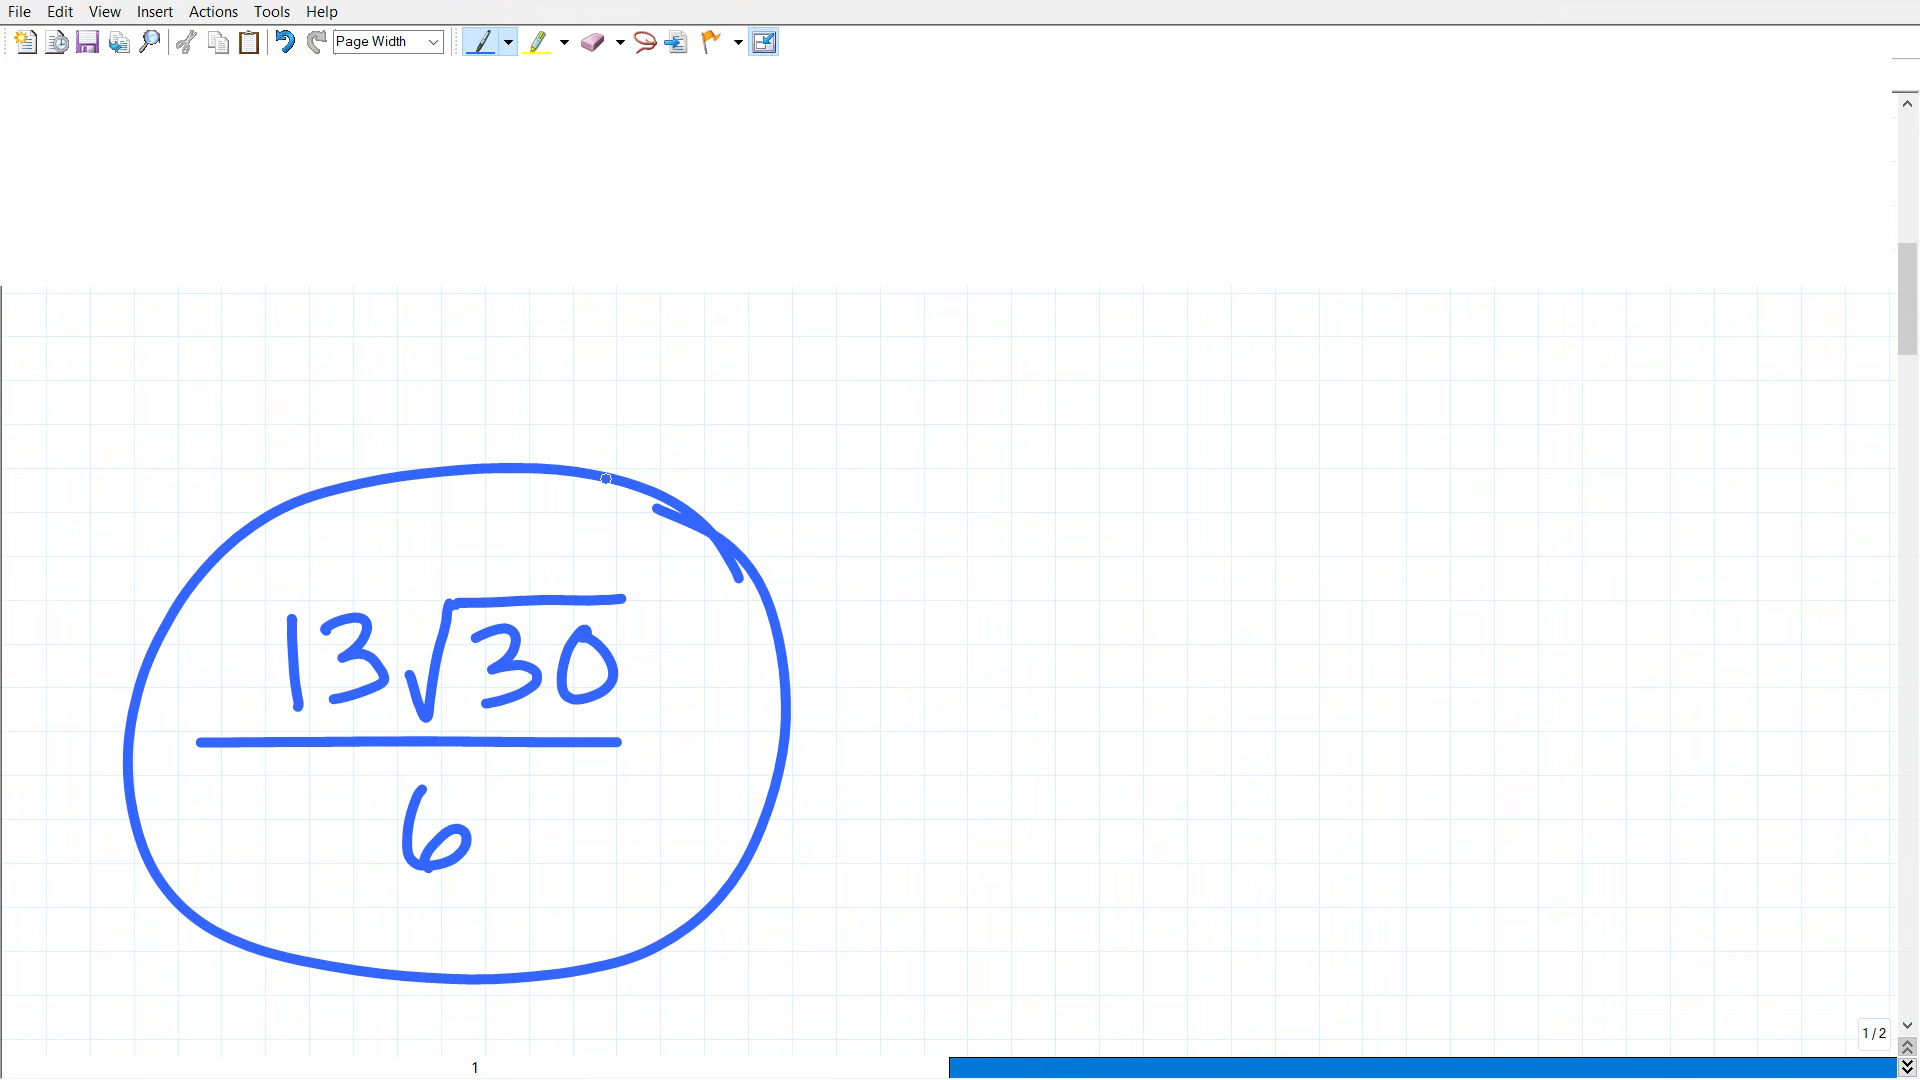 File Edit View Insert Actions Tools Help
Page Width
13√30
6
1 / 2
1